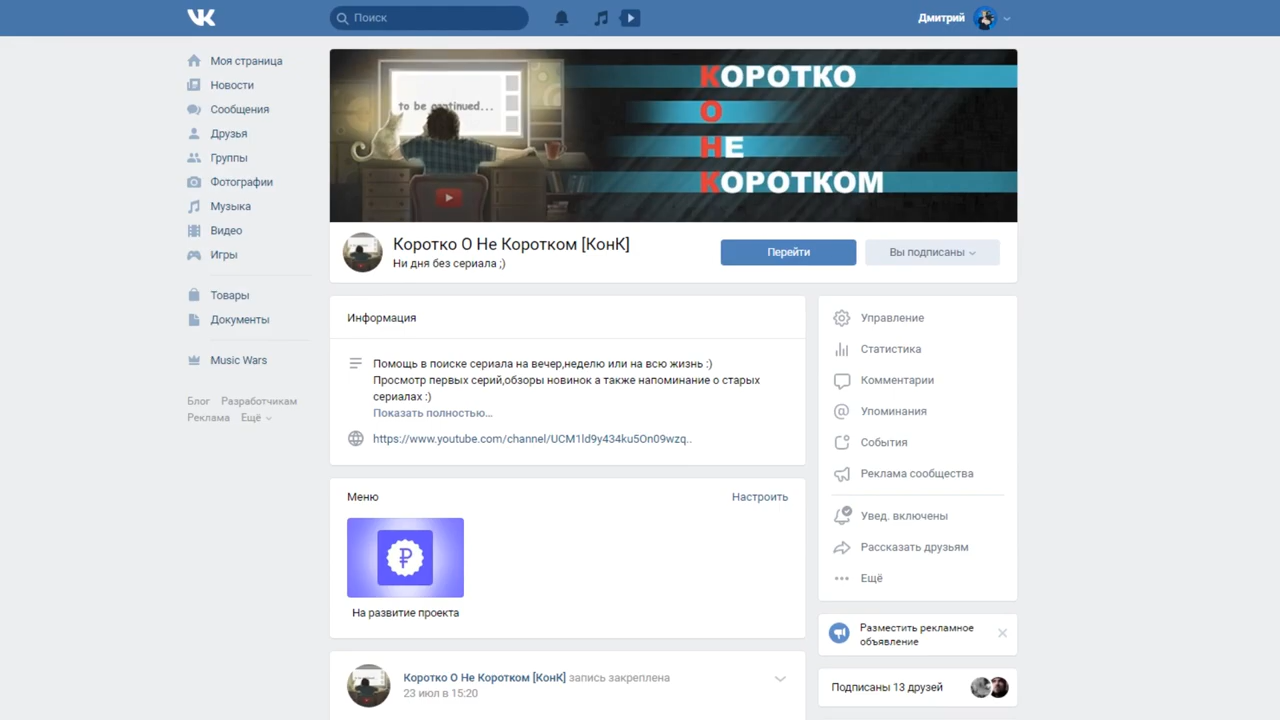 VK
Поиск
Дмитрий
Моя страница
Новости
Сообщения
Друзья
Группы
Фотографии
Музыка
Видео
Игры
Товары
Документы
Music Wars
Блог Разработчикам
Реклама Ещё
to be continued...
КОРОТКО
О
НЕ
КОРОТКОМ
Коротко О Не Коротком [КонК]
Ни дня без сериала ;)
Перейти
Вы подписаны
Информация
Помощь в поиске сериала на вечер,неделю или на всю жизнь :)
Просмотр первых серий,обзоры новинок а также напоминание о старых
сериалах :)
Показать полностью...
https://www.youtube.com/channel/UCM1ld9y434ku5On09wzq..
Меню
Настроить
На развитие проекта
Коротко О Не Коротком [КонК] запись закреплена
23 июл в 15:20
Управление
Статистика
Комментарии
Упоминания
События
Реклама сообщества
Увед. включены
Рассказать друзьям
Ещё
Разместить рекламное
объявление
Подписаны 13 друзей